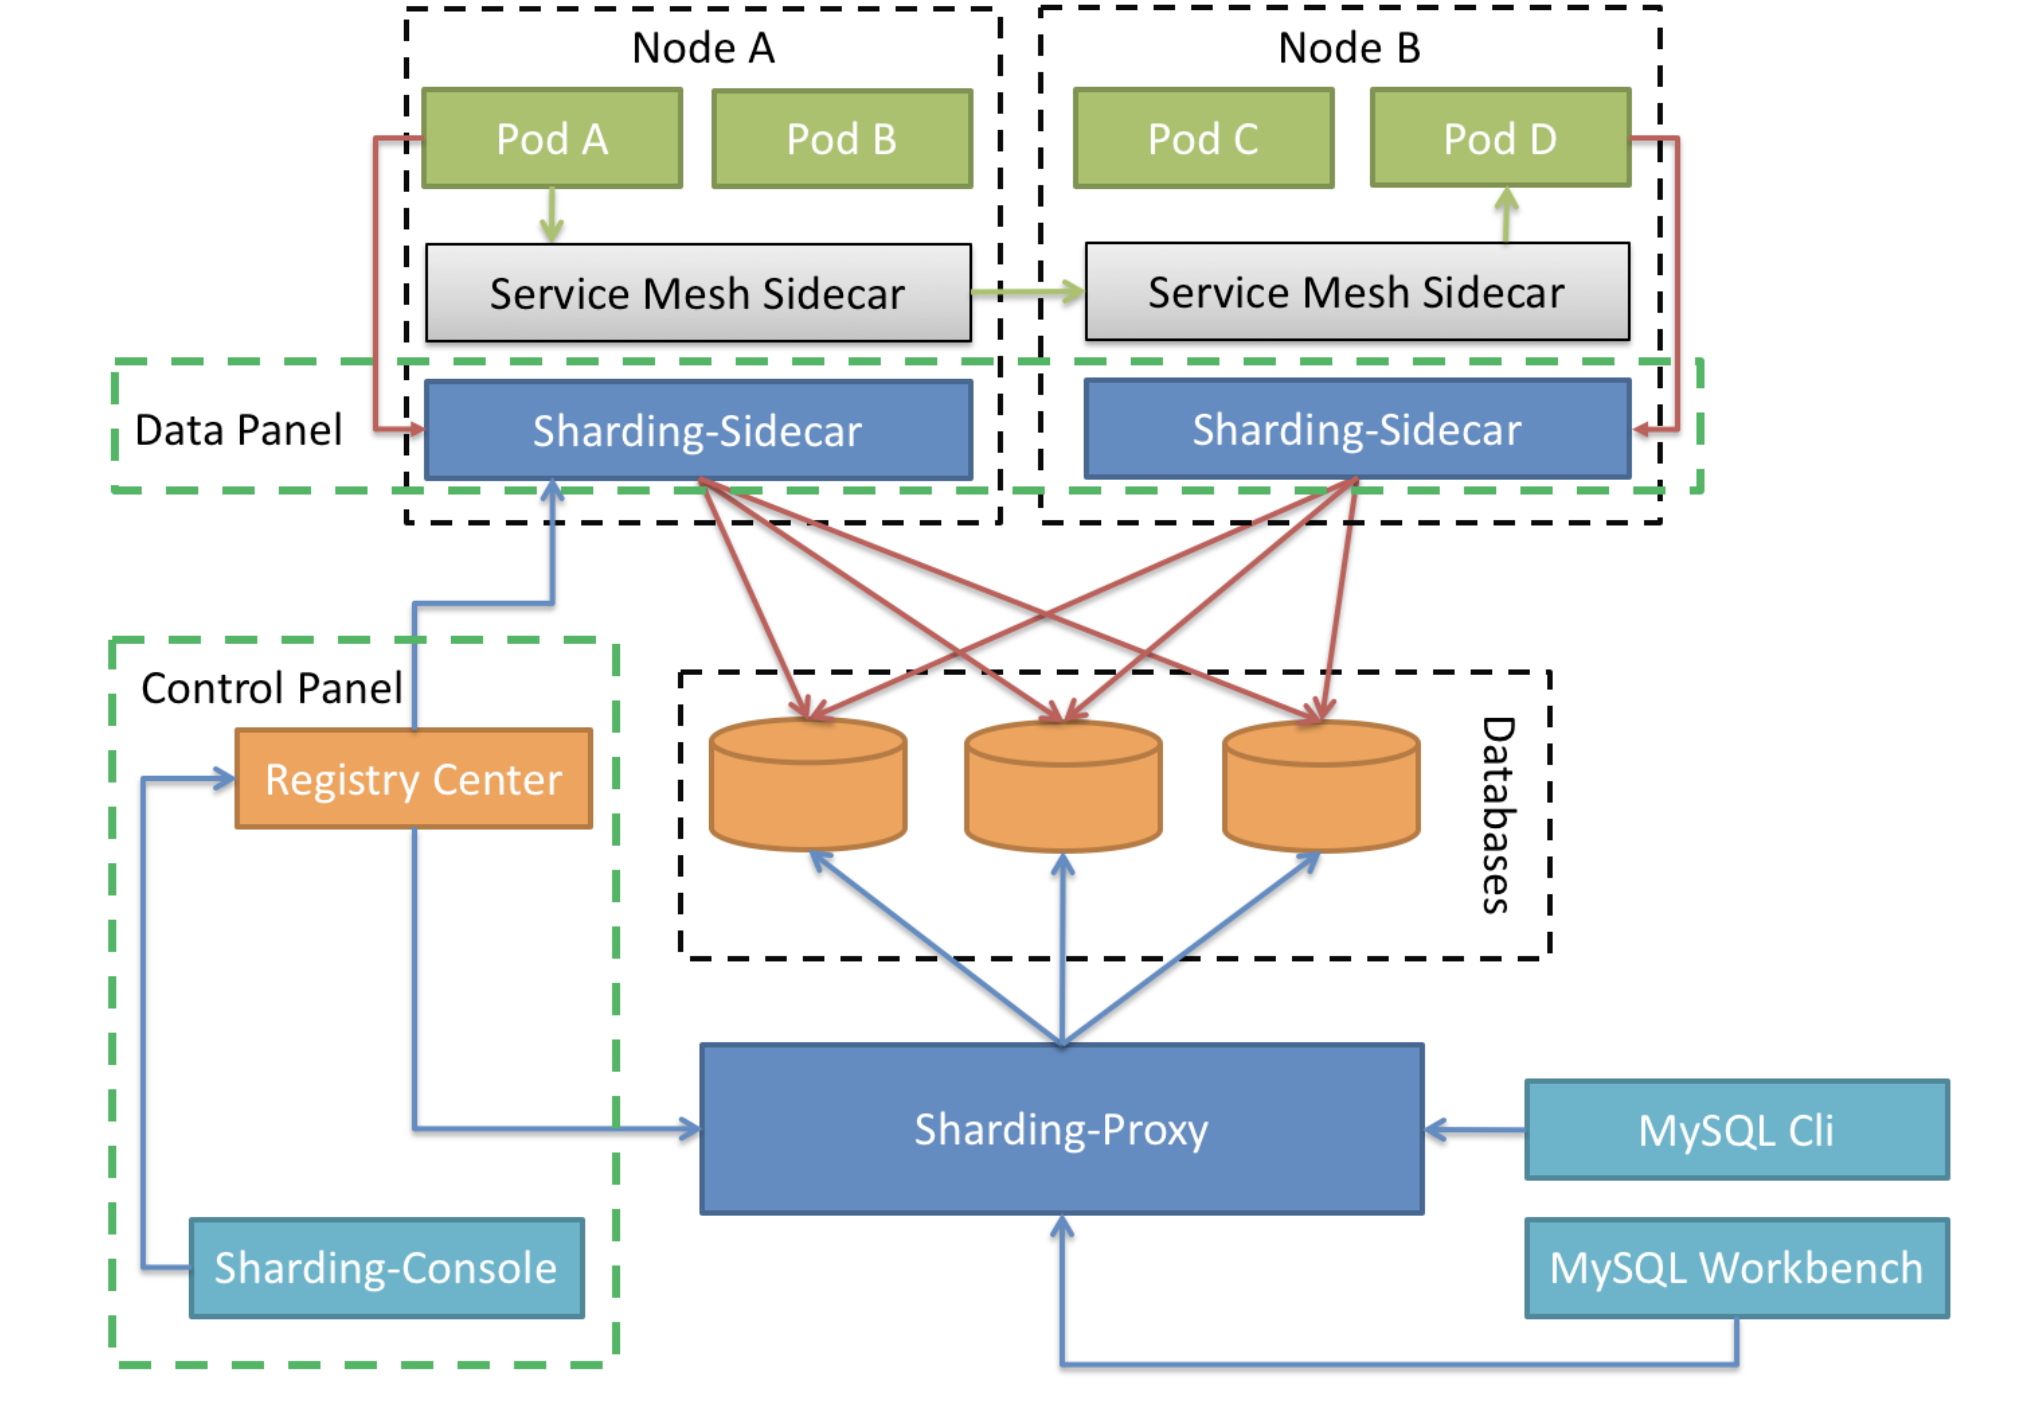 Node A
Node B
Pod A
Pod B
Pod C
Pod D
Service Mesh Sidecar
Service Mesh Sidecar
Data Panel
Sharding-Sidecar
Sharding-Sidecar
Control Panel
Registry Center
Databases
Sharding-Proxy
MySQL Cli
Sharding-Console
MySQL Workbench